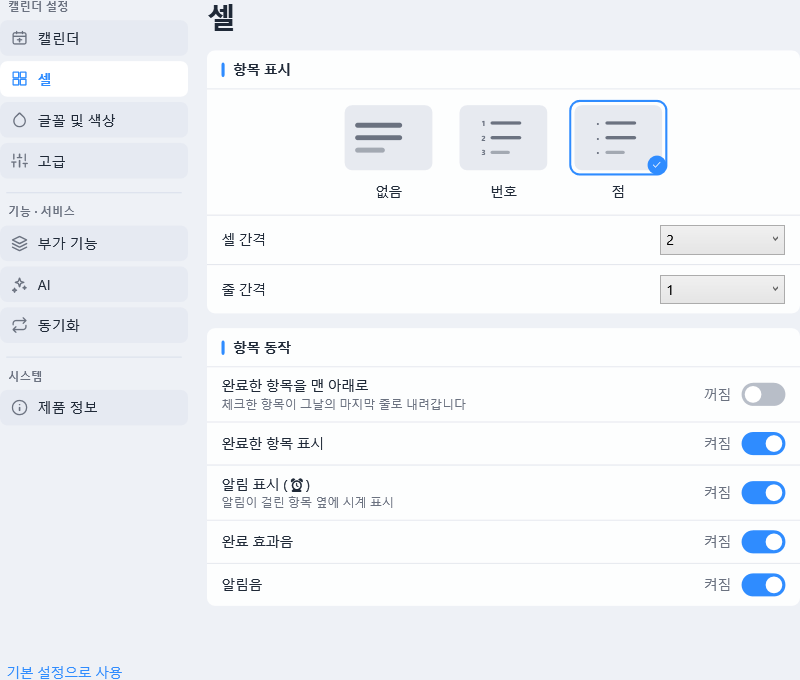 캘린더 설정
캘린더
셀
글꼴 및 색상
고급
기능 · 서비스
부가 기능
AI
동기화
시스템
제품 정보
기본 설정으로 사용
셀
항목 표시
1
2
3
없음
번호
점
셀 간격
2
줄 간격
1
항목 동작
완료한 항목을 맨 아래로
체크한 항목이 그날의 마지막 줄로 내려갑니다
꺼짐
완료한 항목 표시
켜짐
알림 표시 (⏰)
알림이 걸린 항목 옆에 시계 표시
켜짐
완료 효과음
켜짐
알림음
켜짐